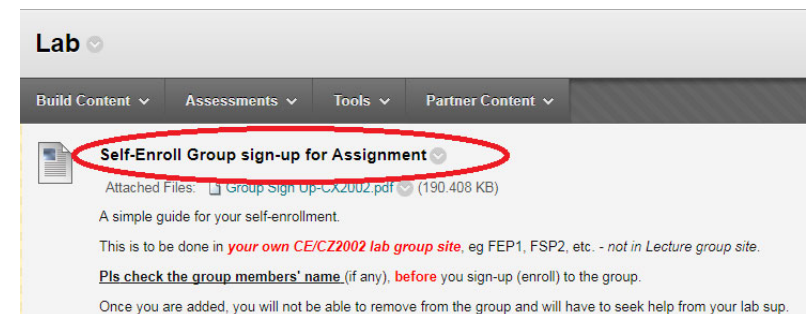 Lab
Build Content Assessments Tools Partner Content
Self-Enroll Group sign-up for Assignment
Attached Files: Group Sign Up-CX2002.pdf (190.408 KB)
A simple guide for your self-enrollment.
This is to be done in your own CE/CZ2002 lab group site, eg FEP1, FSP2, etc. - not in Lecture group site.
Pls check the group members' name (if any), before you sign-up (enroll) to the group.
Once you are added, you will not be able to remove from the group and will have to seek help from your lab sup.